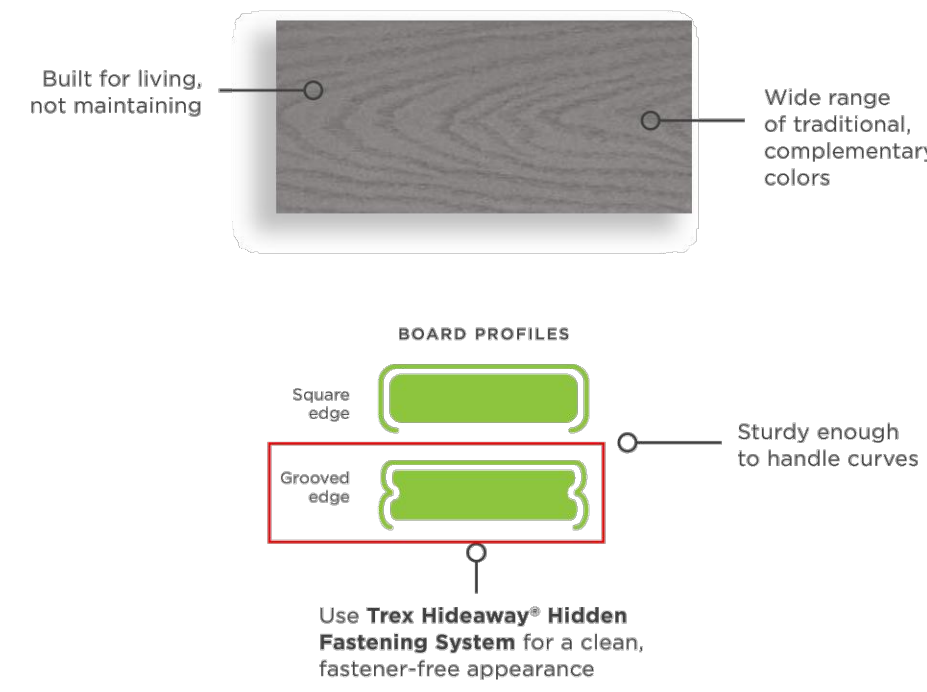 Built for living,
not maintaining
Wide range
of traditional,
complementary
colors
BOARD PROFILES
Square
edge
Grooved
edge
Sturdy enough
to handle curves
Use Trex Hideaway® Hidden
Fastening System for a clean,
fastener-free appearance